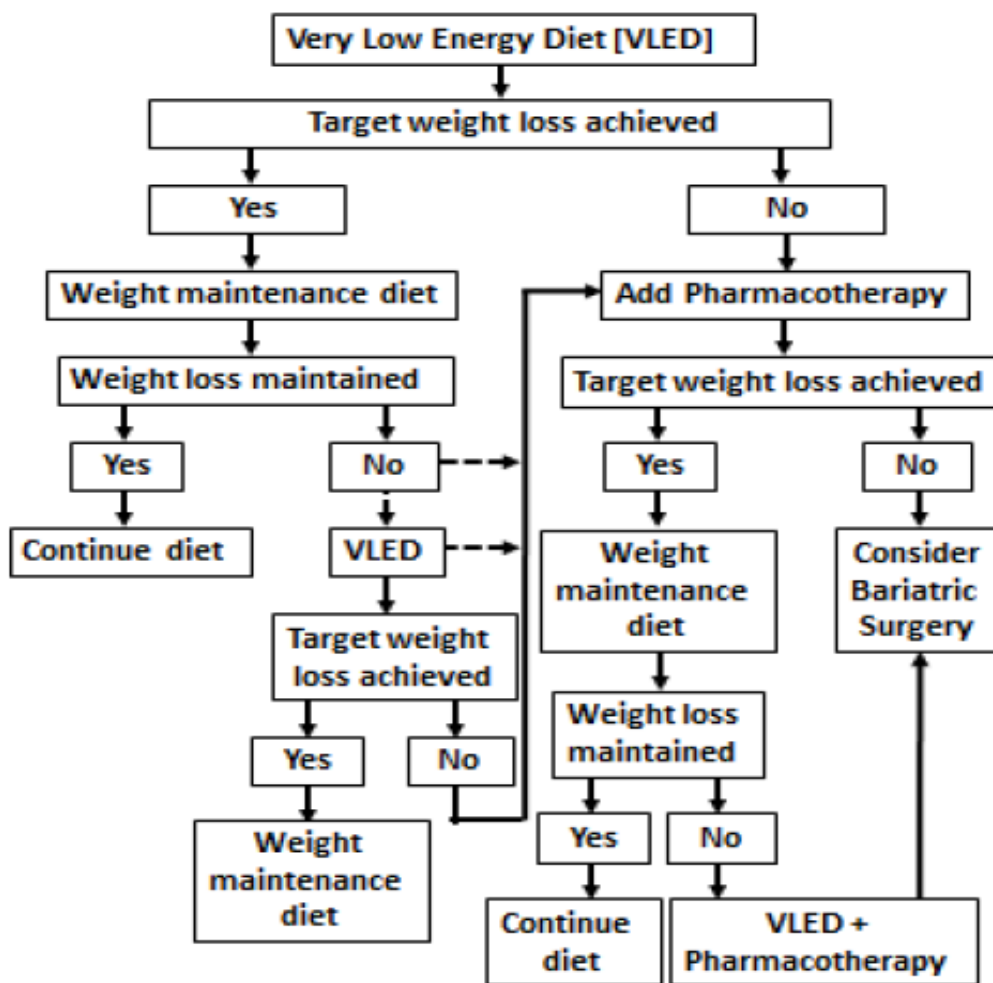 Very Low Energy Diet [VLED]
Target weight loss achieved
Yes
No
Weight maintenance diet
Add Pharmacotherapy
Weight loss maintained
Target weight loss achieved
Yes
No
Yes
No
Continue diet
VLED
Weight
maintenance
diet
Consider
Bariatric
Surgery
Target weight
loss achieved
Weight loss
maintained
Yes
No
Yes
No
Weight
maintenance
diet
Continue
diet
VLED +
Pharmacotherapy